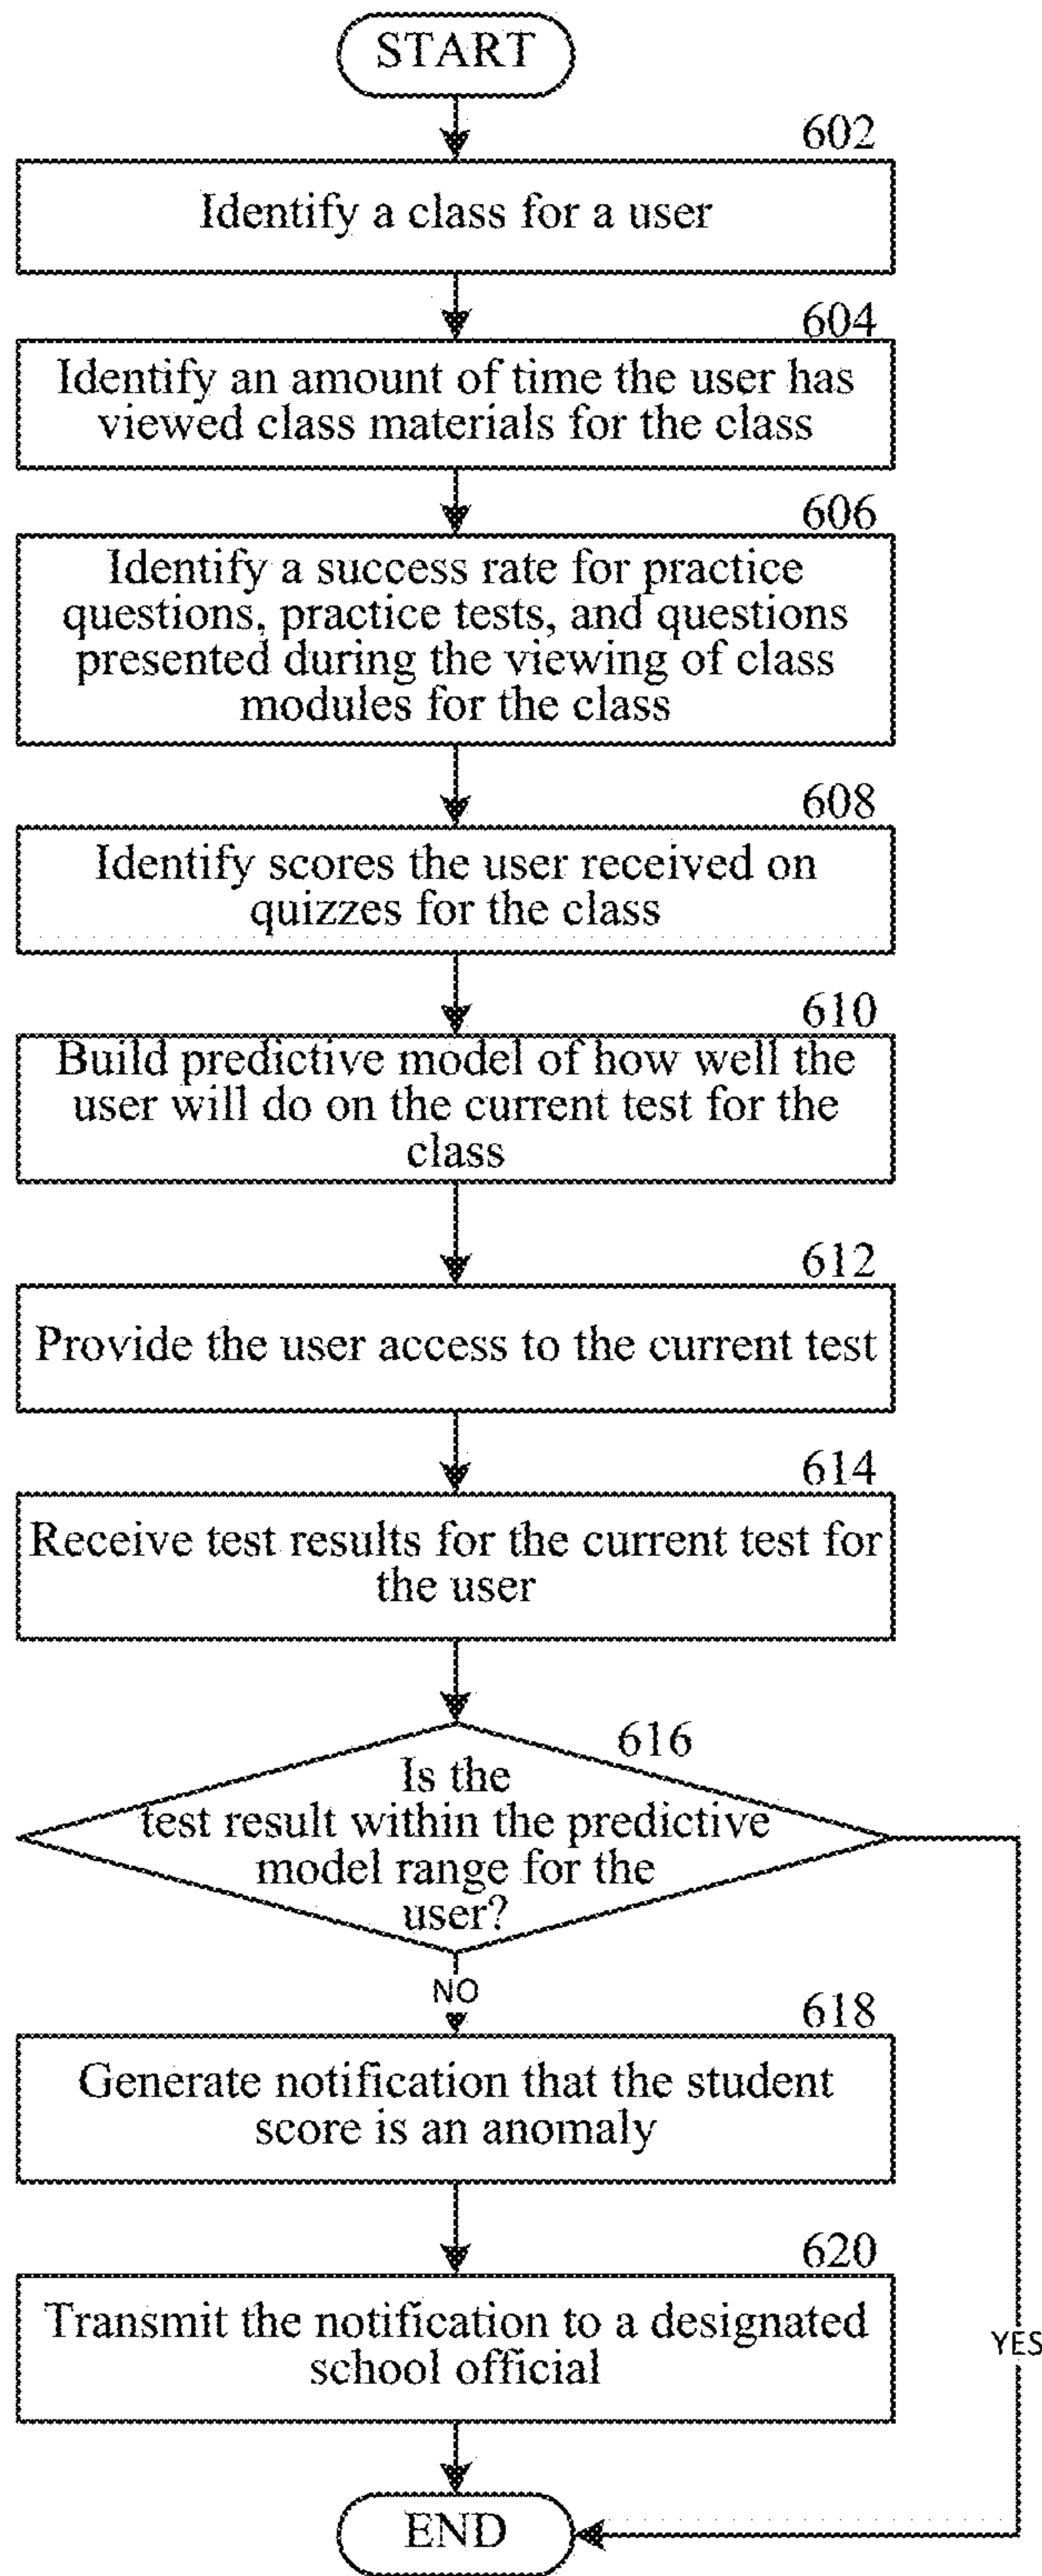 START
602
Identify a class for a user
604
Identify an amount of time the user has
viewed class materials for the class
606
Identify a success rate for practice
questions, practice tests, and questions
presented during the viewing of class
modules for the class
608
Identify scores the user received on
quizzes for the class
610
Build predictive model of how well the
user will do on the current test for the
class
612
Provide the user access to the current test
614
Receive test results for the current test for
the user
616
Is the
test result within the predictive
model range for the
user?
NO
618
Generate notification that the student
score is an anomaly
620
Transmit the notification to a designated
school official
YES
END